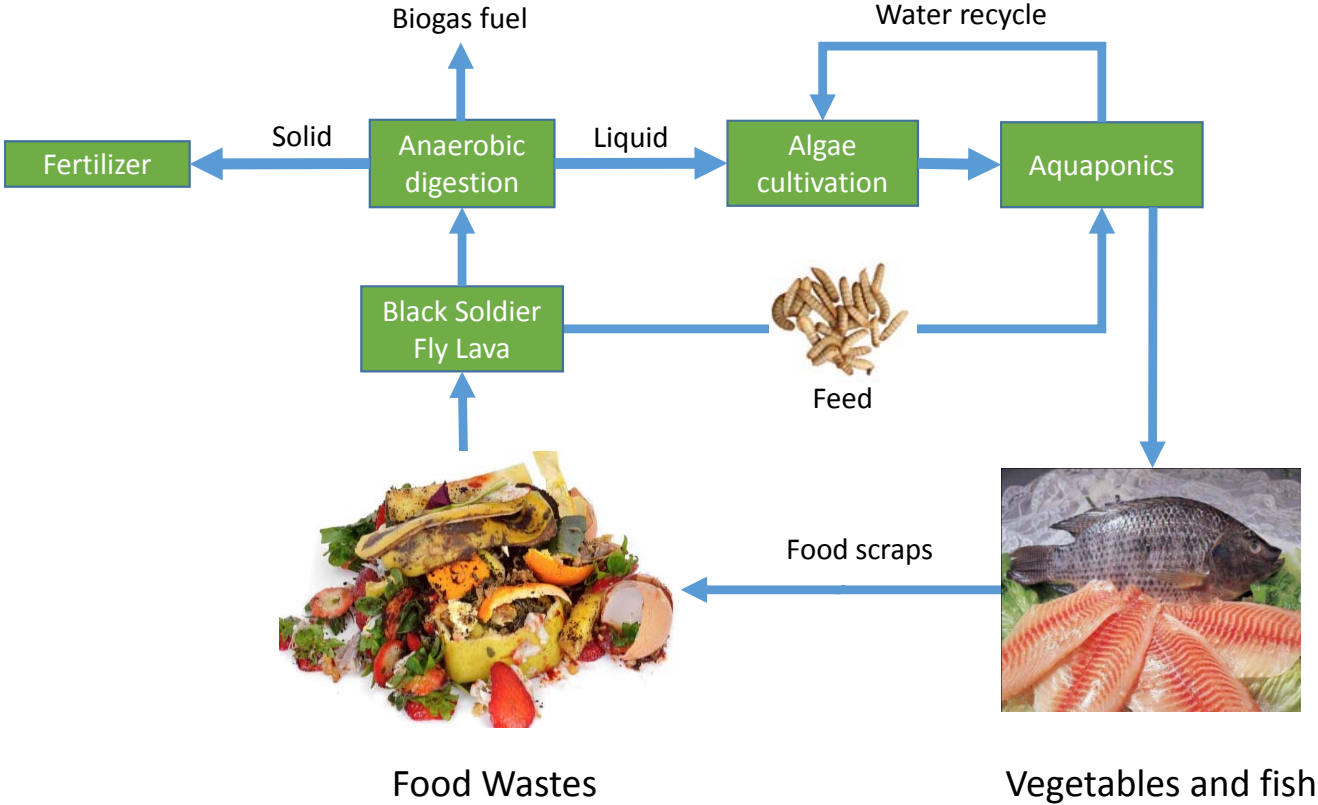 Biogas fuel
Water recycle
Solid
Anaerobic
digestion
Liquid
Algae
cultivation
Fertilizer
Aquaponics
Black Soldier
Fly Lava
Feed
Food scraps
Food Wastes
Vegetables and fish